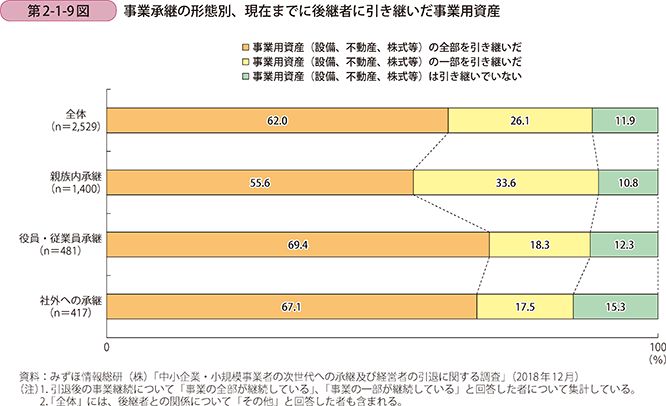 第2-1-9図 事業承継の形態別、現在までに後継者に引き継いだ事業用資産
事業用資産（設備、不動産、株式等）の全部を引き継いだ
事業用資産（設備、不動産、株式等）の一部を引き継いだ
事業用資産（設備、不動産、株式等）は引き継いでいない
全体
（n＝2,529）
62.0 26.1 11.9
親族内承継
（n＝1,400）
55.6 33.6 10.8
役員・従業員承継
（n＝481）
69.4 18.3 12.3
社外への承継
（n＝417）
67.1 17.5 15.3
0 100
（%）
資料：みずほ情報総研（株）「中小企業・小規模事業者の次世代への承継及び経営者の引退に関する調査」（2018年12月）
（注）1. 引退後の事業継続について「事業の全部が継続している」、「事業の一部が継続している」と回答した者について集計している。
2.「全体」には、後継者との関係について「その他」と回答した者も含まれる。